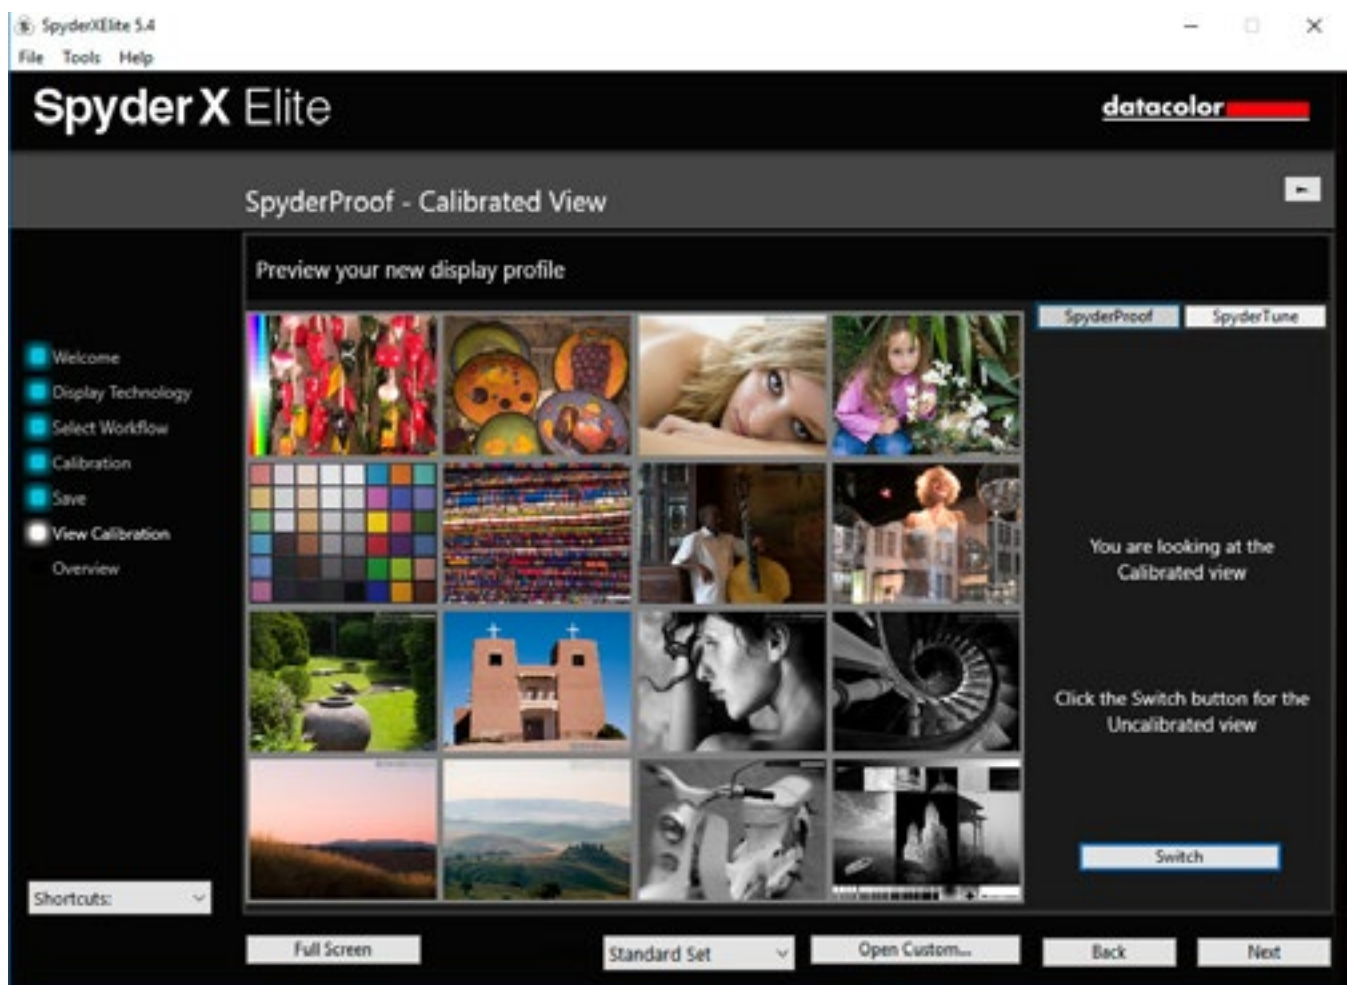 SpyderXElite 5.4
File Tools Help
Spyder X Elite
datacolor
SpyderProof - Calibrated View
Preview your new display profile
SpyderProof SpyderTune
Welcome
Display Technology
Select Workflow
Calibration
Save
View Calibration
Overview
You are looking at the
Calibrated view
Click the Switch button for the
Uncalibrated view
Switch
Shortcuts:
Full Screen
Standard Set
Open Custom...
Back
Next